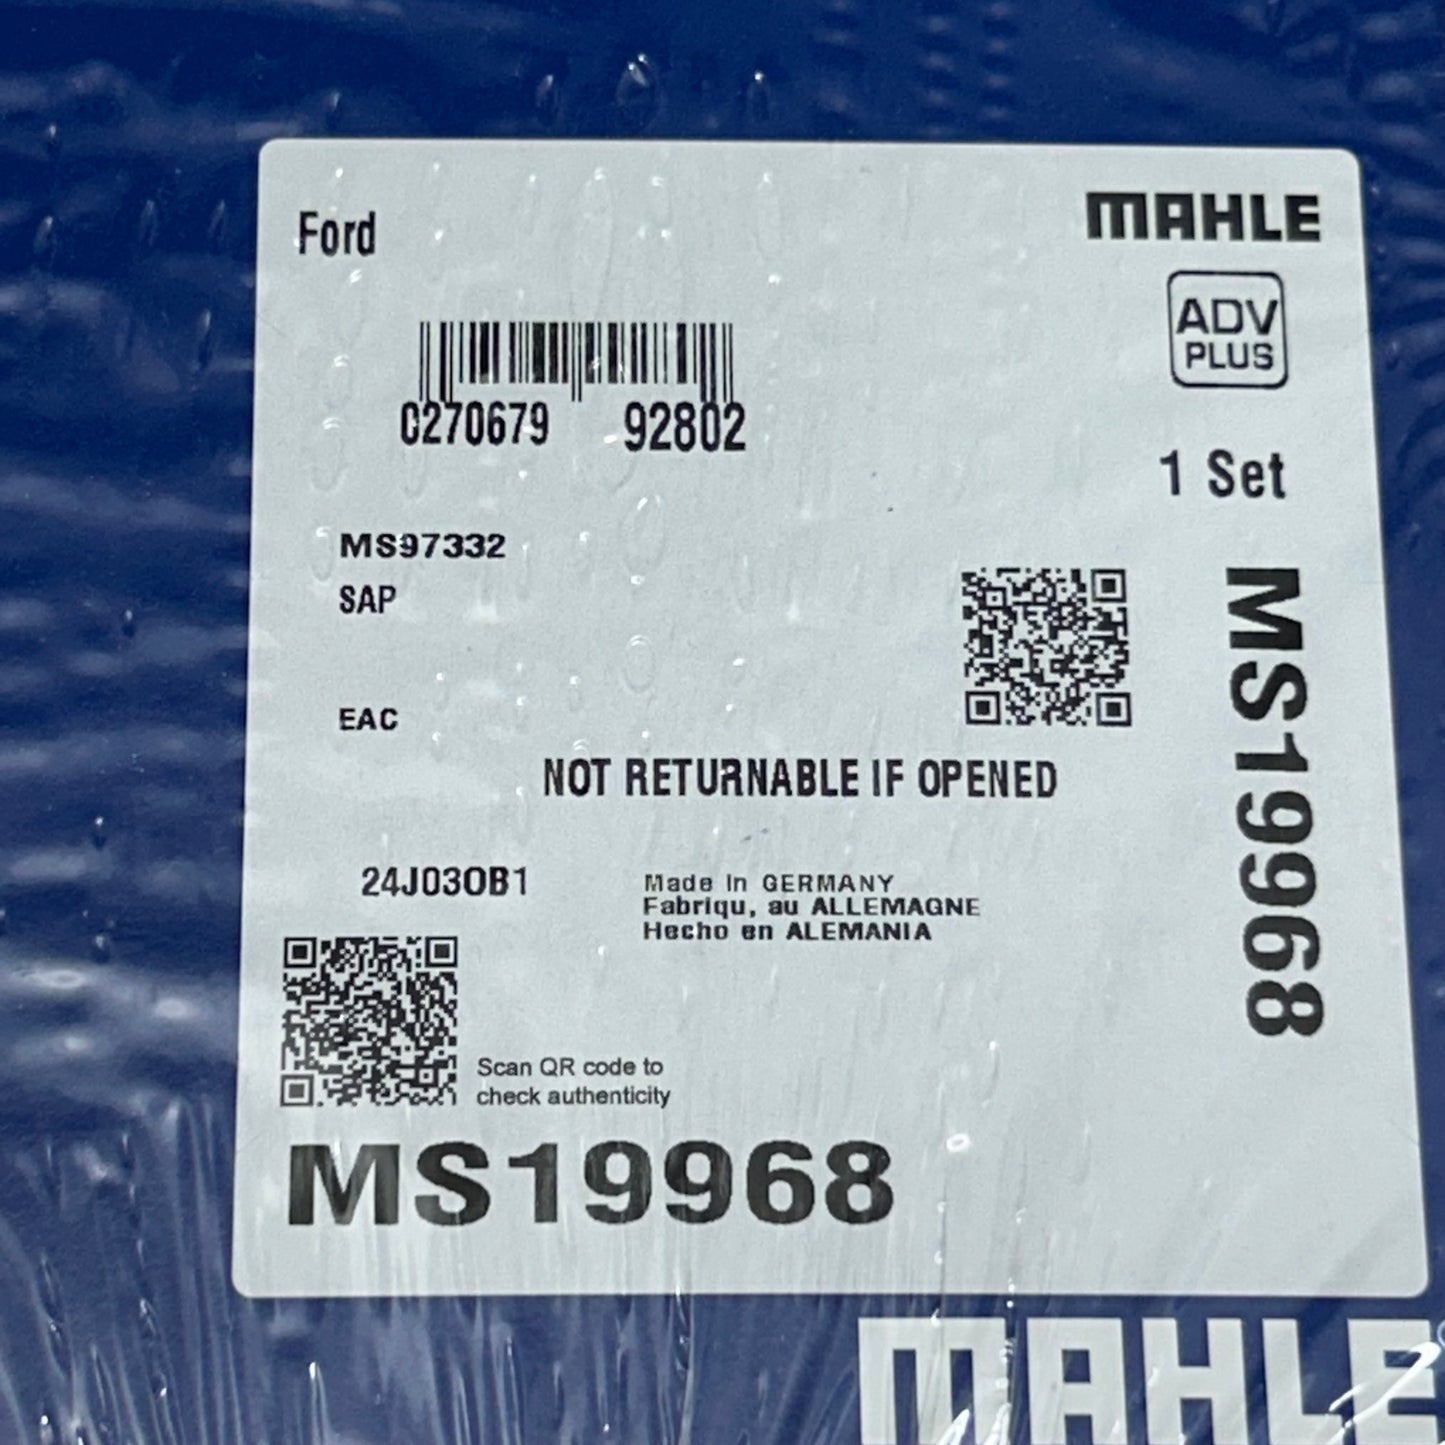 Ford
MAHLE
ADV
PLUS
0270679 92802
1 Set
MS97332
SAP
MS19968
EAC
NOT RETURNABLE IF OPENED
24J03OB1
Made In GERMANY
Fabriqu, au ALLEMAGNE
Hecho en ALEMANIA
Scan QR code to
check authenticity
MS19968
MAHLE